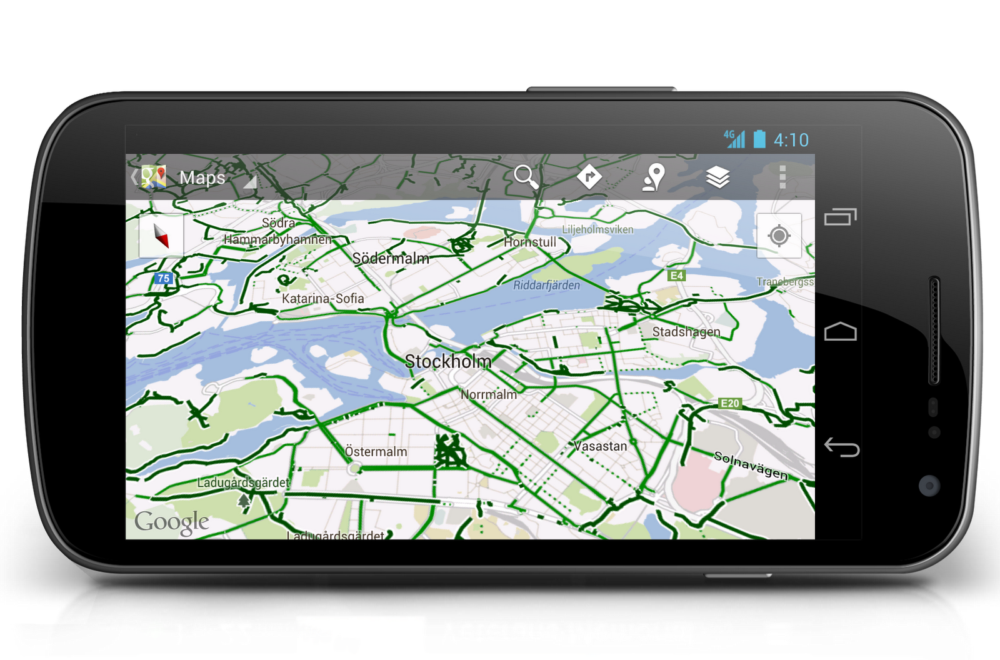 4G 4:10
Maps
Södra
Hammarbyhamnen
Liljeholmsviken
Hornstull
Södermalm
75
E4
Riddarfjärden
Tranebergss
Katarina-Sofia
Stadshagen
Stockholm
Norrmalm
E20
Östermalm
Vasastan
Solnavägen
Ladugårdsgärdet
Google
Ladugårdsgärdet